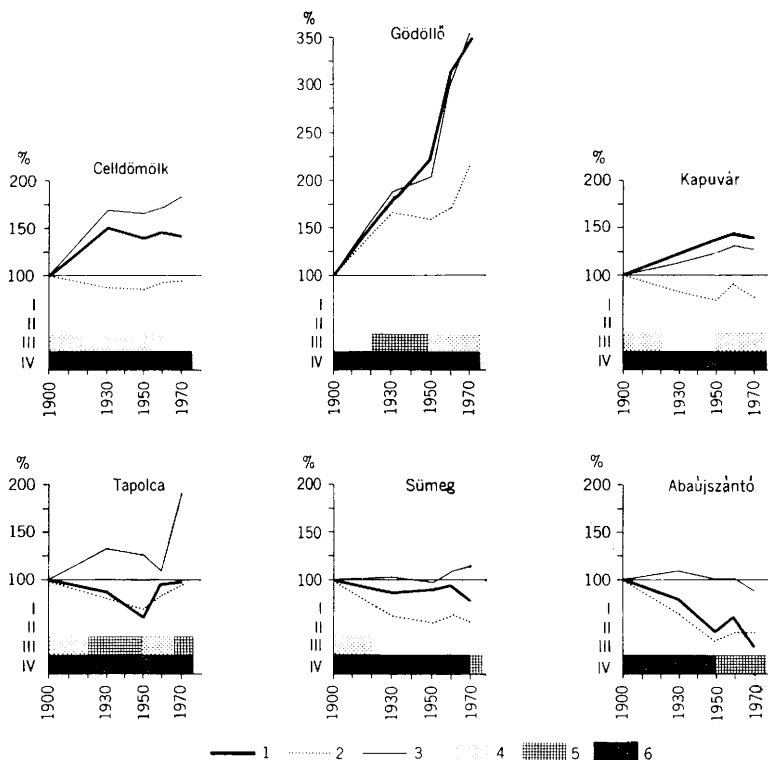 %
Gödöllő
350
300
250
200
150
100
I
II
III
IV
1900
1930
1950
1970
%
Celldömölk
200
150
100
I
II
III
IV
1900
1930
1950
1970
%
Kapuvár
200
150
100
I
II
III
IV
1900
1930
1950
1970
%
Tapolca
200
150
100
I
II
III
IV
1900
1930
1950
1970
%
Sümeg
200
150
100
I
II
III
IV
1900
1930
1950
1970
%
Abaújszántó
200
150
100
I
II
III
IV
1900
1930
1950
1970
1 2 3 4 5 6